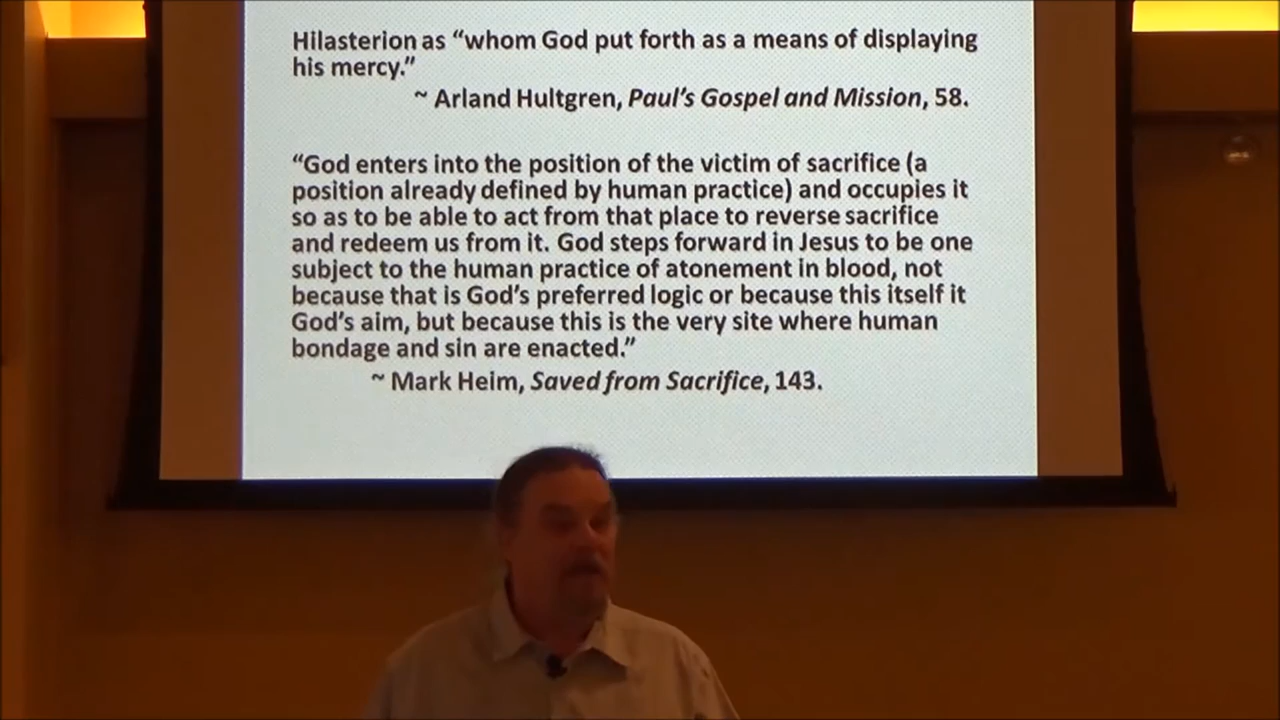 Hilasterion as “whom God put forth as a means of displaying
his mercy.”
~ Arland Hultgren, Paul’s Gospel and Mission, 58.
“God enters into the position of the victim of sacrifice (a
position already defined by human practice) and occupies it
so as to be able to act from that place to reverse sacrifice
and redeem us from it. God steps forward in Jesus to be one
subject to the human practice of atonement in blood, not
because that is God’s preferred logic or because this itself it
God’s aim, but because this is the very site where human
bondage and sin are enacted.”
~ Mark Heim, Saved from Sacrifice, 143.